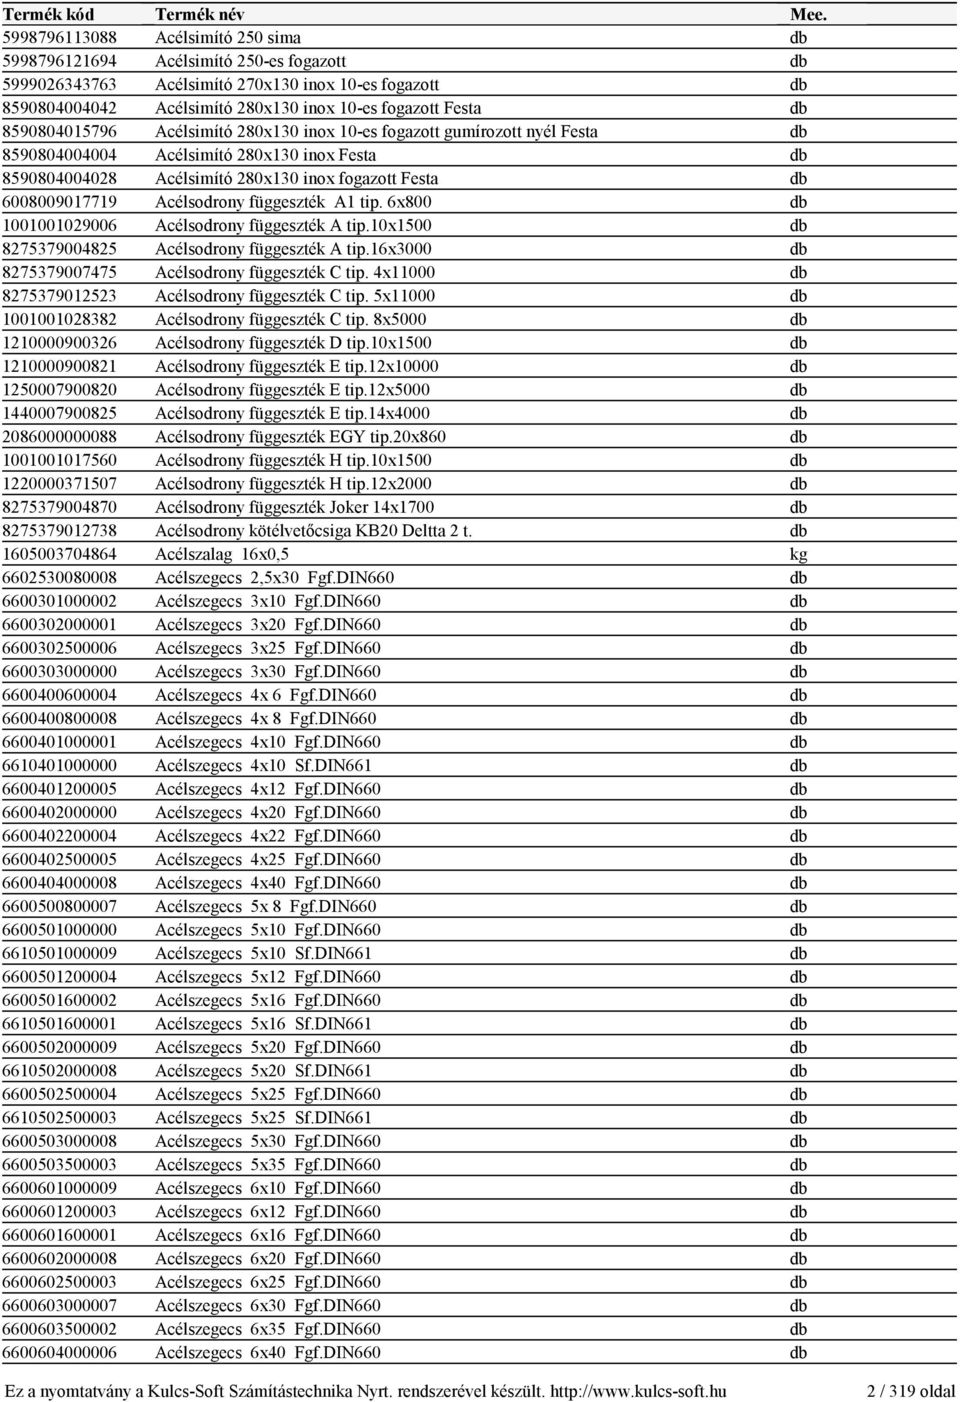 Termék kód Termék név Mee.
5998796113088 Acélsimító 250 sima db
5998796121694 Acélsimító 250-es fogazott db
5999026343763 Acélsimító 270x130 inox 10-es fogazott db
8590804004042 Acélsimító 280x130 inox 10-es fogazott Festa db
8590804015796 Acélsimító 280x130 inox 10-es fogazott gumírozott nyél Festa db
8590804004004 Acélsimító 280x130 inox Festa db
8590804004028 Acélsimító 280x130 inox fogazott Festa db
6008009017719 Acélsodrony függeszték A1 tip. 6x800 db
1001001029006 Acélsodrony függeszték A tip.10x1500 db
8275379004825 Acélsodrony függeszték A tip.16x3000 db
8275379007475 Acélsodrony függeszték C tip. 4x11000 db
8275379012523 Acélsodrony függeszték C tip. 5x11000 db
1001001028382 Acélsodrony függeszték C tip. 8x5000 db
1210000900326 Acélsodrony függeszték D tip.10x1500 db
1210000900821 Acélsodrony függeszték E tip.12x10000 db
1250007900820 Acélsodrony függeszték E tip.12x5000 db
1440007900825 Acélsodrony függeszték E tip.14x4000 db
2086000000088 Acélsodrony függeszték EGY tip.20x860 db
1001001017560 Acélsodrony függeszték H tip.10x1500 db
1220000371507 Acélsodrony függeszték H tip.12x2000 db
8275379004870 Acélsodrony függeszték Joker 14x1700 db
8275379012738 Acélsodrony kötélvetőcsiga KB20 Deltta 2 t. db
1605003704864 Acélszalag 16x0,5 kg
6602530080008 Acélszegecs 2,5x30 Fgf.DIN660 db
6600301000002 Acélszegecs 3x10 Fgf.DIN660 db
6600302000001 Acélszegecs 3x20 Fgf.DIN660 db
6600302500006 Acélszegecs 3x25 Fgf.DIN660 db
6600303000000 Acélszegecs 3x30 Fgf.DIN660 db
6600400600004 Acélszegecs 4x 6 Fgf.DIN660 db
6600400800008 Acélszegecs 4x 8 Fgf.DIN660 db
6600401000001 Acélszegecs 4x10 Fgf.DIN660 db
6610401000000 Acélszegecs 4x10 Sf.DIN661 db
6600401200005 Acélszegecs 4x12 Fgf.DIN660 db
6600402000000 Acélszegecs 4x20 Fgf.DIN660 db
6600402200004 Acélszegecs 4x22 Fgf.DIN660 db
6600402500005 Acélszegecs 4x25 Fgf.DIN660 db
6600404000008 Acélszegecs 4x40 Fgf.DIN660 db
6600500800007 Acélszegecs 5x 8 Fgf.DIN660 db
6600501000000 Acélszegecs 5x10 Fgf.DIN660 db
6610501000009 Acélszegecs 5x10 Sf.DIN661 db
6600501200004 Acélszegecs 5x12 Fgf.DIN660 db
6600501600002 Acélszegecs 5x16 Fgf.DIN660 db
6610501600001 Acélszegecs 5x16 Sf.DIN661 db
6600502000009 Acélszegecs 5x20 Fgf.DIN660 db
6610502000008 Acélszegecs 5x20 Sf.DIN661 db
6600502500004 Acélszegecs 5x25 Fgf.DIN660 db
6610502500003 Acélszegecs 5x25 Sf.DIN661 db
6600503000008 Acélszegecs 5x30 Fgf.DIN660 db
6600503500003 Acélszegecs 5x35 Fgf.DIN660 db
6600601000009 Acélszegecs 6x10 Fgf.DIN660 db
6600601200003 Acélszegecs 6x12 Fgf.DIN660 db
6600601600001 Acélszegecs 6x16 Fgf.DIN660 db
6600602000008 Acélszegecs 6x20 Fgf.DIN660 db
6600602500003 Acélszegecs 6x25 Fgf.DIN660 db
6600603000007 Acélszegecs 6x30 Fgf.DIN660 db
6600603500002 Acélszegecs 6x35 Fgf.DIN660 db
6600604000006 Acélszegecs 6x40 Fgf.DIN660 db
Ez a nyomtatvány a Kulcs-Soft Számítástechnika Nyrt. rendszerével készült. http://www.kulcs-soft.hu 2 / 319 oldal